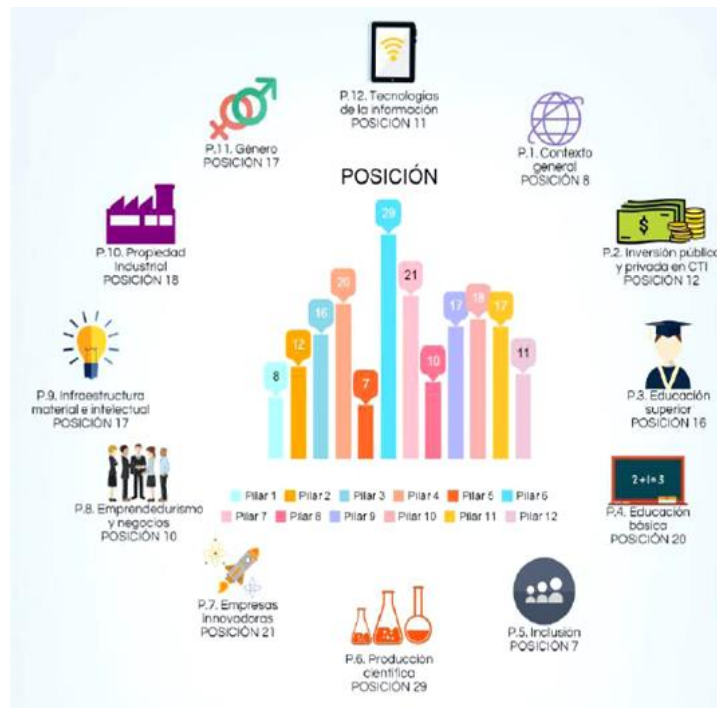 P.12. Tecnologías
de la información
POSICIÓN 11
P.11. Género
POSICIÓN 17
P.1. Contexto
general
POSICIÓN 8
POSICIÓN
P.10. Propiedad
Industrial
POSICIÓN 18
P.2. Inversión pública
y privada en CTI
POSICIÓN 12
$
8
12
16
20
7
29
21
10
17
18
17
11
P.9. Infraestructura
material e intelectual
POSICIÓN 17
P.3. Educación
superior
POSICIÓN 16
2+1=3
P.8. Emprendedurismo
y negocios
POSICIÓN 10
P.4. Educación
básica
POSICIÓN 20
Pilar 1 Pilar 2 Pilar 3 Pilar 4 Pilar 5 Pilar 6
Pilar 7 Pilar 8 Pilar 9 Pilar 10 Pilar 11 Pilar 12
P.7. Empresas
innovadoras
POSICIÓN 21
P.5. Inclusión
POSICIÓN 7
P.6. Producción
científica
POSICIÓN 29